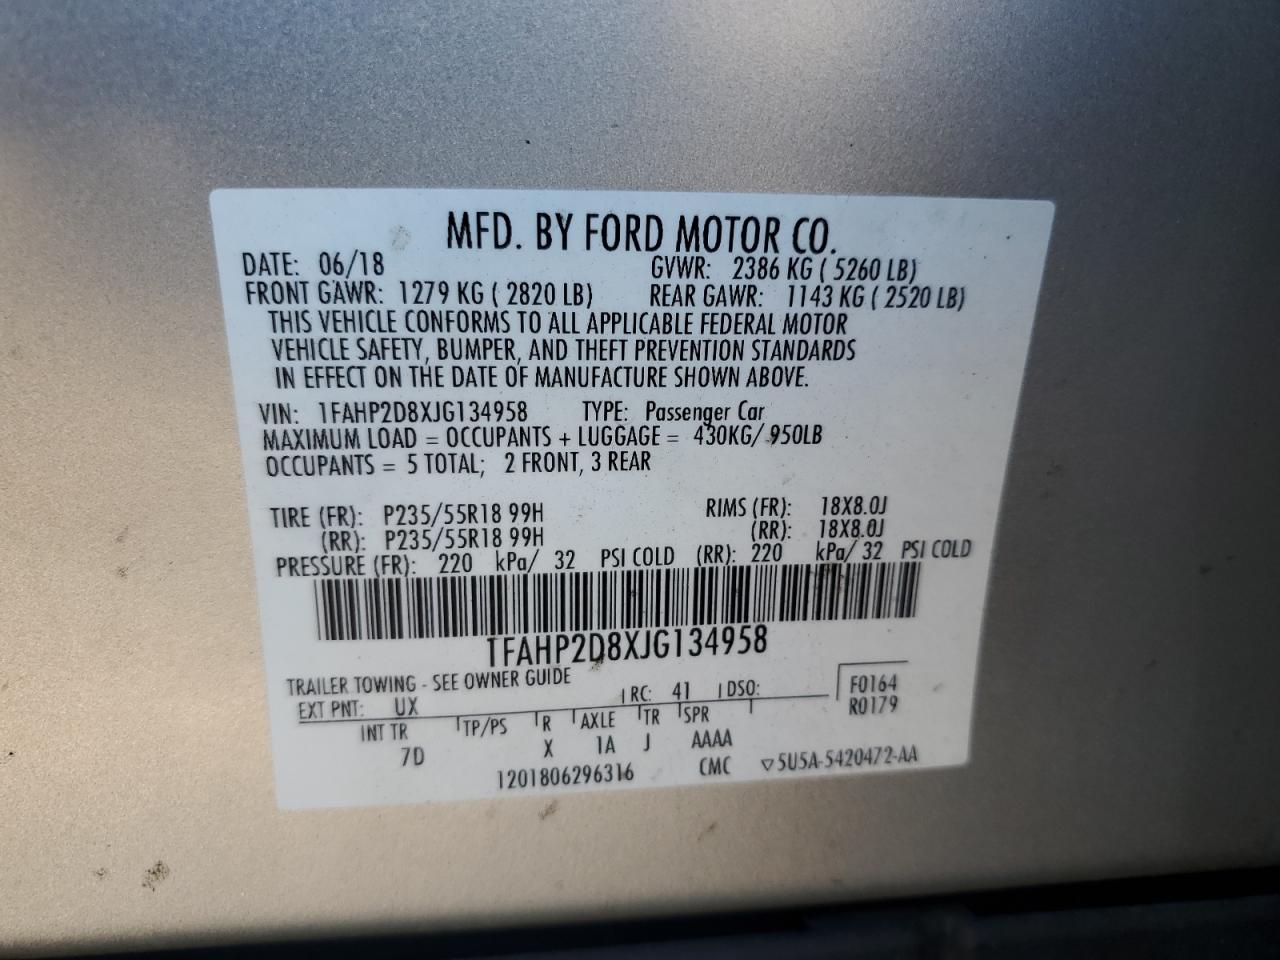 MFD. BY FORD MOTOR CO.
DATE: 06/18 GVWR: 2386 KG ( 5260 LB)
FRONT GAWR: 1279 KG ( 2820 LB) REAR GAWR: 1143 KG ( 2520 LB)
THIS VEHICLE CONFORMS TO ALL APPLICABLE FEDERAL MOTOR
VEHICLE SAFETY, BUMPER, AND THEFT PREVENTION STANDARDS
IN EFFECT ON THE DATE OF MANUFACTURE SHOWN ABOVE.
VIN: 1FAHP2D8XJG134958 TYPE: Passenger Car
MAXIMUM LOAD = OCCUPANTS + LUGGAGE = 430KG/ 950LB
OCCUPANTS = 5 TOTAL; 2 FRONT, 3 REAR
TIRE (FR): P235/55R18 99H RIMS (FR): 18X8.0J
(RR): P235/55R18 99H (RR): 18X8.0J
PRESSURE (FR): 220 kPa/ 32 PSI COLD (RR): 220 kPa/ 32 PSI COLD
1FAHP2D8XJG134958
TRAILER TOWING - SEE OWNER GUIDE
EXT PNT: UX RC: 41 DSO: F0164
R0179
INT TR TP/PS R AXLE TR SPR
7D X 1A J AAAA
1201806296316 CMC ▽5U5A-5420472-AA